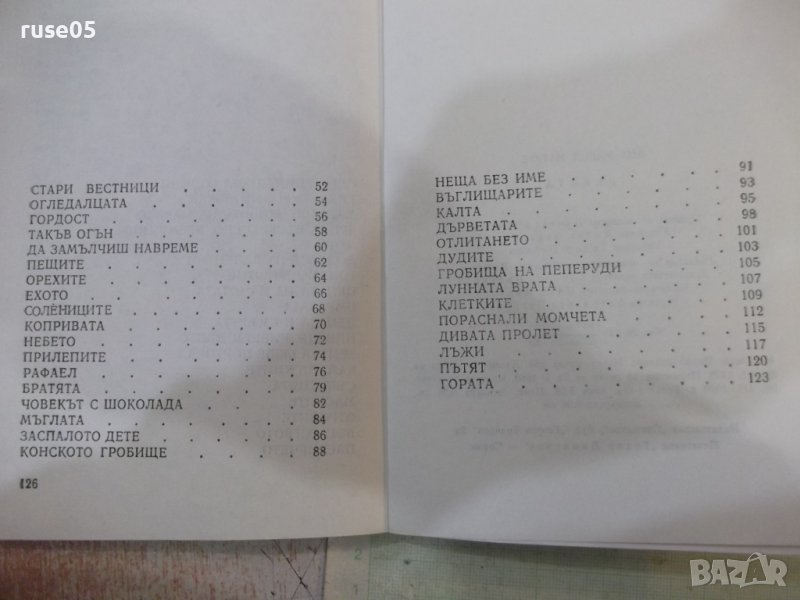 ruse05
СТАРИ ВЕСТНИЦИ . . . . . . 52
ОГЛЕДАЛЦАТА . . . . . . . 54
ГОРДОСТ . . . . . . . . 56
ТАКЪВ ОГЪН . . . . . . . 58
ДА ЗАМЪЛЧИШ НАВРЕМЕ . . . . 60
ПЕЩИТЕ . . . . . . . . 62
ОРЕХИТЕ . . . . . . . . 64
ЕХОТО . . . . . . . . 66
СОЛЕНИЦИТЕ . . . . . . . 68
КОПРИВАТА . . . . . . . 70
НЕБЕТО . . . . . . . . 72
ПРИЛЕПИТЕ . . . . . . . 74
РАФАЕЛ . . . . . . . . 76
БРАТЯТА . . . . . . . . 79
ЧОВЕКЪТ С ШОКОЛАДА . . . . 82
МЪГЛАТА . . . . . . . . 84
ЗАСПАЛОТО ДЕТЕ . . . . . . 86
КОНСКОТО ГРОБИЩЕ . . . . . 88
126
НЕЩА БЕЗ ИМЕ . . . . . . 91
ВЪГЛИЩАРИТЕ . . . . . . 93
КАЛТА . . . . . . . . 95
ДЪРВЕТАТА . . . . . . . 98
ОТЛИТАНЕТО . . . . . . . 101
ДУДИТЕ . . . . . . . . 103
ГРОБИЩА НА ПЕПЕРУДИ . . . . 105
ЛУННАТА ВРАТА . . . . . . 107
КЛЕТКИТЕ . . . . . . . 109
ПОРАСНАЛИ МОМЧЕТА . . . . . 112
ДИВАТА ПРОЛЕТ . . . . . . 115
ЛЪЖИ . . . . . . . . 117
ПЪТЯТ . . . . . . . . 120
ГОРАТА . . . . . . . . 123
BAZAR